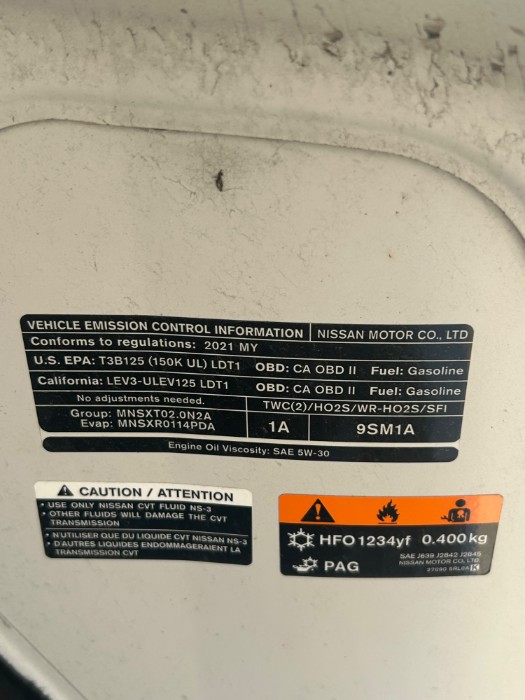 VEHICLE EMISSION CONTROL INFORMATION NISSAN MOTOR CO., LTD
Conforms to regulations: 2021 MY
U.S. EPA: T3B125 (150K UL) LDT1 OBD: CA OBD II Fuel: Gasoline
California: LEV3-ULEV125 LDT1 OBD: CA OBD II Fuel: Gasoline
No adjustments needed. TWC(2)/HO2S/WR-HO2S/SFI
Group: MNSXT02.0N2A
Evap: MNSXR0114PDA
1A 9SM1A
Engine Oil Viscosity: SAE 5W-30
CAUTION / ATTENTION
• USE ONLY NISSAN CVT FLUID NS-3
• OTHER FLUIDS WILL DAMAGE THE CVT
TRANSMISSION
• N'UTILISER QUE DU LIQUIDE CVT NISSAN NS-3
• D'AUTRES LIQUIDES ENDOMMAGERAIENT LA
TRANSMISSION CVT
HFO1234yf 0.400kg
PAG
SAE J639 J2842 J2845
NISSAN MOTOR CO., LTD